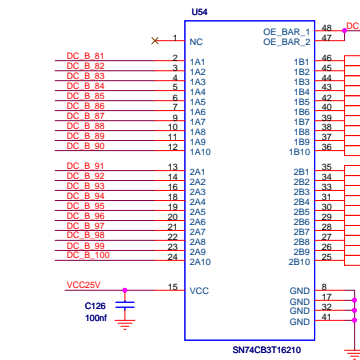 U54
OE_BAR_1 48 DC
OE_BAR_2 47
1 NC
DC_B_81 2 1A1 1B1 46
DC_B_82 3 1A2 1B2 45
DC_B_83 4 1A3 1B3 44
DC_B_84 5 1A4 1B4 43
DC_B_85 6 1A5 1B5 42
DC_B_86 7 1A6 1B6 40
DC_B_87 9 1A7 1B7 39
DC_B_88 10 1A8 1B8 38
DC_B_89 11 1A9 1B9 37
DC_B_90 12 1A10 1B10 36
DC_B_91 13 2A1 2B1 35
DC_B_92 14 2A2 2B2 34
DC_B_93 16 2A3 2B3 33
DC_B_94 18 2A4 2B4 31
DC_B_95 19 2A5 2B5 30
DC_B_96 20 2A6 2B6 29
DC_B_97 21 2A7 2B7 28
DC_B_98 22 2A8 2B8 27
DC_B_99 23 2A9 2B9 26
DC_B_100 24 2A10 2B10 25
VCC25V 15 VCC GND 8
GND 17
C126 GND 32
100nf GND 41
SN74CB3T16210